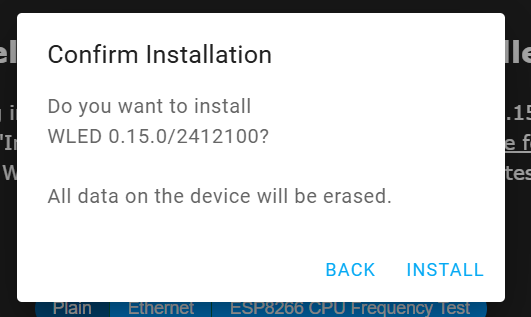 Confirm Installation
Do you want to install
WLED 0.15.0/2412100?
All data on the device will be erased.
BACK INSTALL
Plain Ethernet ESP8266 CPU Frequency Test